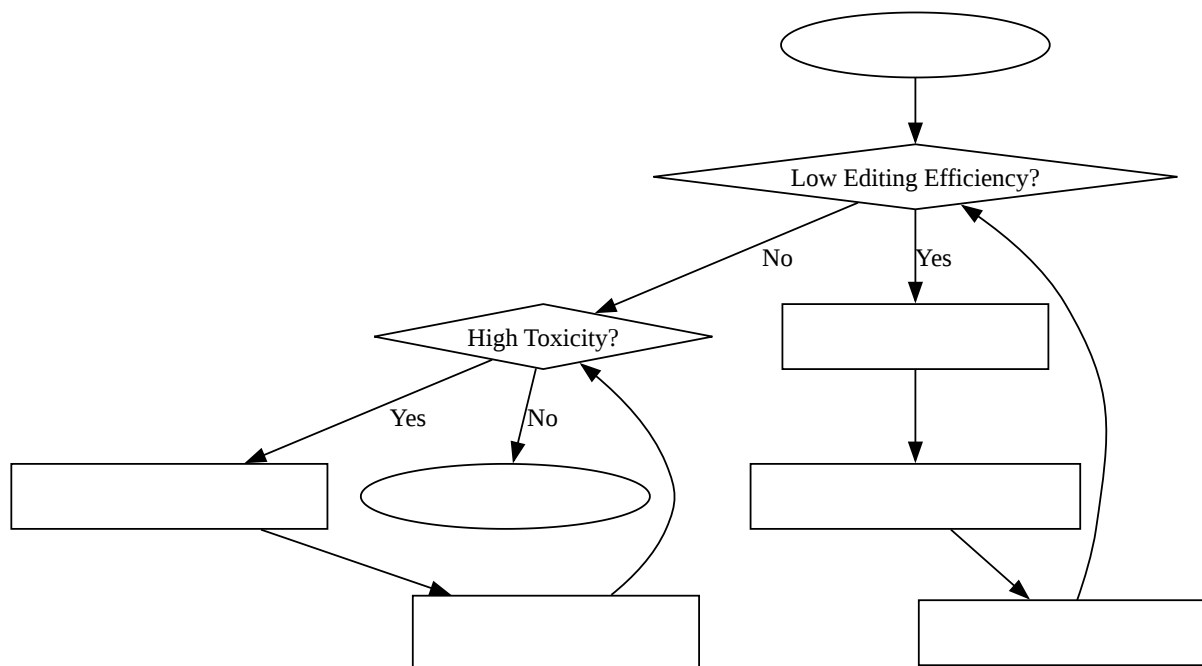 Low Editing Efficiency?
No
Yes
High Toxicity?
Yes
No